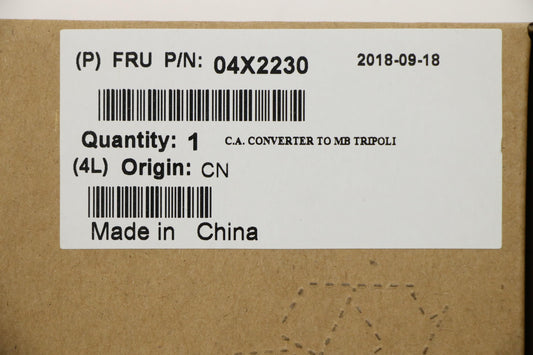 (P) FRU P/N: 04X2230 2018-09-18
Quantity: 1 C.A. CONVERTER TO MB TRIPOLI
(4L) Origin: CN
Made in China